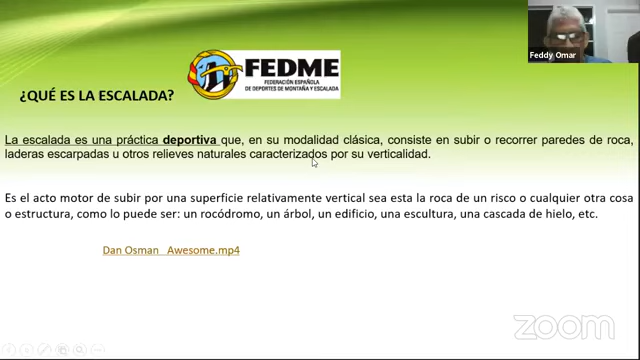 Feddy Omar
FEDME
FEDERACIÓN ESPAÑOLA
DE DEPORTES DE MONTAÑA Y ESCALADA
¿QUÉ ES LA ESCALADA?
La escalada es una práctica deportiva que, en su modalidad clásica, consiste en subir o recorrer paredes de roca,
laderas escarpadas u otros relieves naturales caracterizados por su verticalidad.
Es el acto motor de subir por una superficie relativamente vertical sea esta la roca de un risco o cualquier otra cosa
o estructura, como lo puede ser: un rocódromo, un árbol, un edificio, una escultura, una cascada de hielo, etc.
Dan Osman Awesome.mp4
zoom